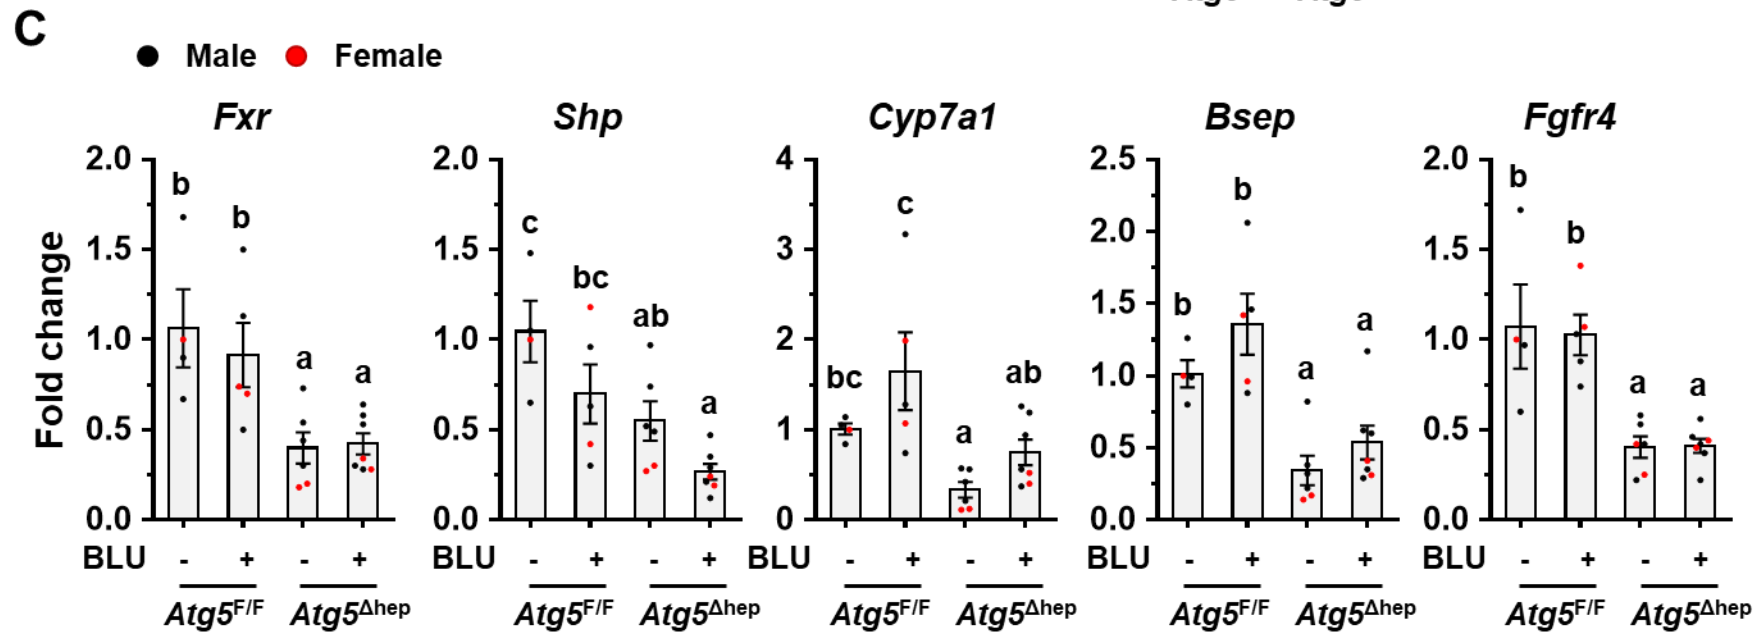 C
Male Female
Fxr Shp Cyp7a1 Bsep Fgfr4
Fold change
2.0 1.5 1.0 0.5 0.0
b b a a
BLU - + - +
Atg5F/F Atg5Δhep
2.0 1.5 1.0 0.5 0.0
c bc ab a
BLU - + - +
Atg5F/F Atg5Δhep
4 3 2 1 0
bc c a ab
BLU - + - +
Atg5F/F Atg5Δhep
2.5 2.0 1.5 1.0 0.5 0.0
b b a a
BLU - + - +
Atg5F/F Atg5Δhep
2.0 1.5 1.0 0.5 0.0
b b a a
BLU - + - +
Atg5F/F Atg5Δhep